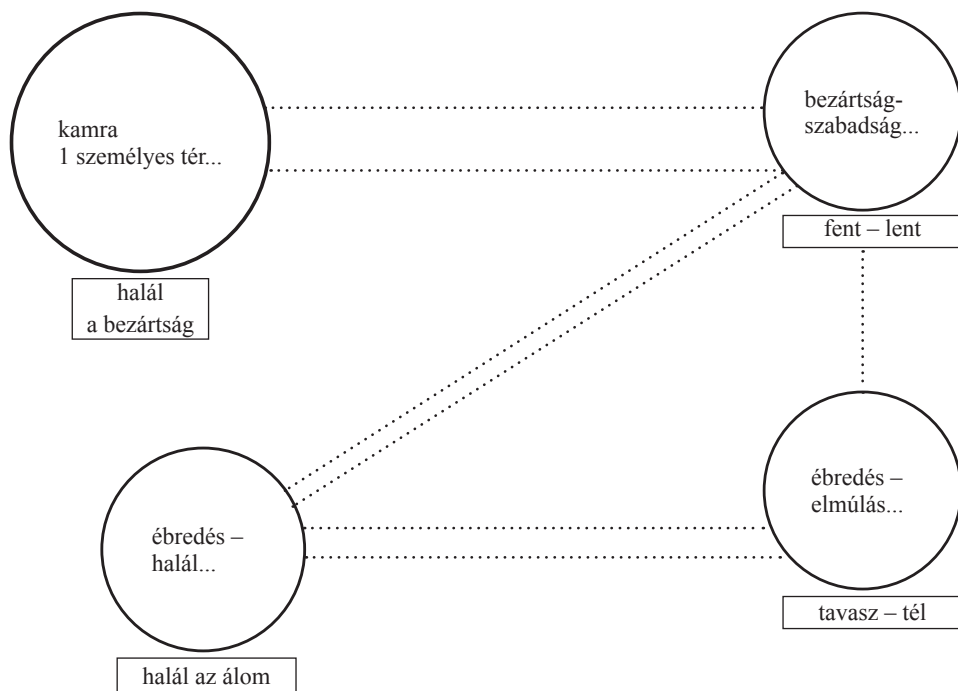 kamra
1 személyes tér...
halál
a bezártság
bezártság-
szabadság...
fent – lent
ébredés –
halál...
halál az álom
ébredés –
elmúlás...
tavasz – tél